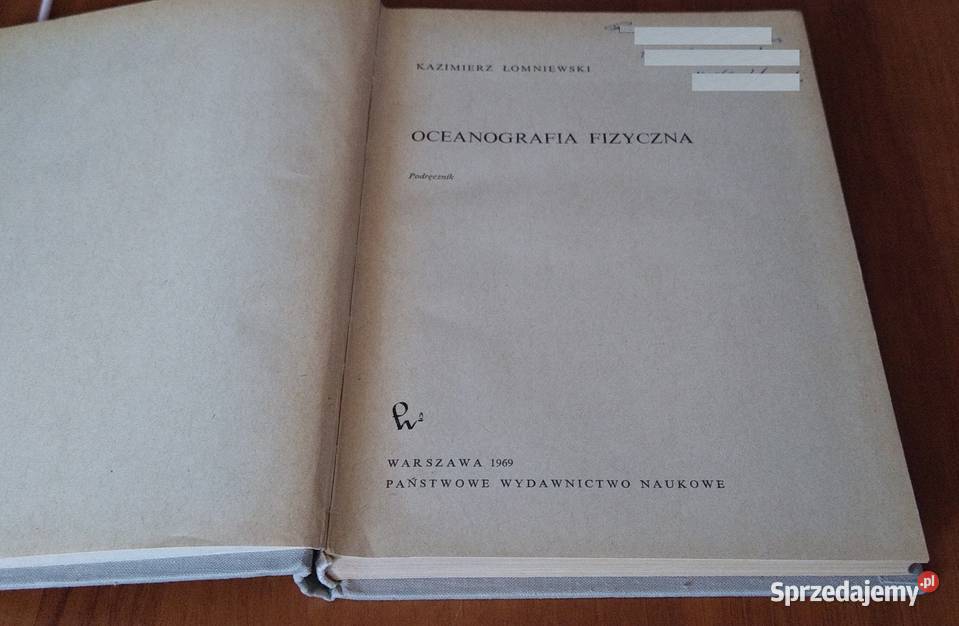 KAZIMIERZ ŁOMNIEWSKI
OCEANOGRAFIA FIZYCZNA
Podręcznik
WARSZAWA 1969
PAŃSTWOWE WYDAWNICTWO NAUKOWE
Sprzedajemy.pl